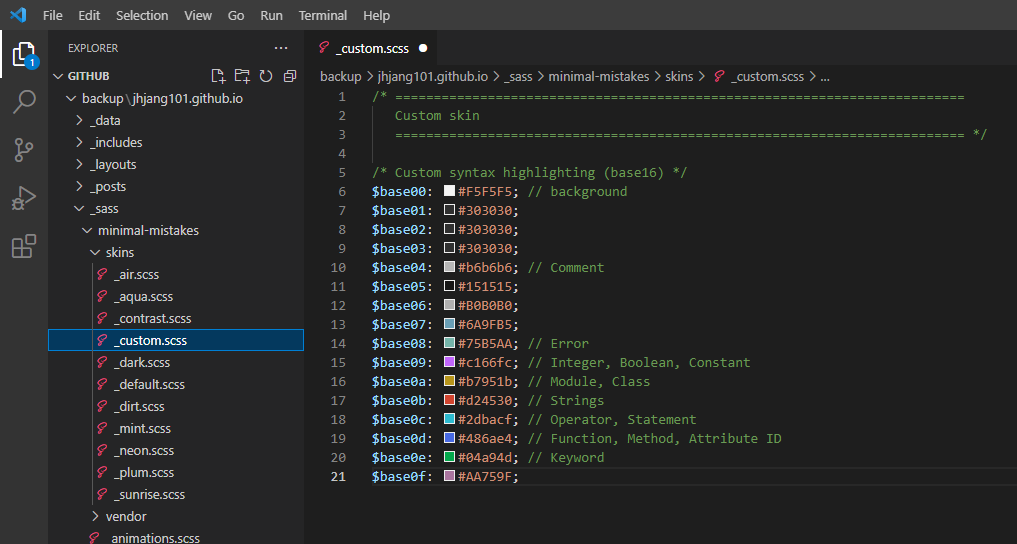 File Edit Selection View Go Run Terminal Help
EXPLORER ...
1
GITHUB
backup\jhjang101.github.io
_data
_includes
_layouts
_posts
_sass
minimal-mistakes
skins
_air.scss
_aqua.scss
_contrast.scss
_custom.scss
_dark.scss
_default.scss
_dirt.scss
_mint.scss
_neon.scss
_plum.scss
_sunrise.scss
vendor
_animations.scss
_custom.scss
backup > jhjang101.github.io > _sass > minimal-mistakes > skins > _custom.scss > ...
1 /* ==========================================================================
2 Custom skin
3 ========================================================================== */
4
5 /* Custom syntax highlighting (base16) */
6 $base00: #F5F5F5; // background
7 $base01: #303030;
8 $base02: #303030;
9 $base03: #303030;
10 $base04: #b6b6b6; // Comment
11 $base05: #151515;
12 $base06: #B0B0B0;
13 $base07: #6A9FB5;
14 $base08: #75B5AA; // Error
15 $base09: #c166fc; // Integer, Boolean, Constant
16 $base0a: #b7951b; // Module, Class
17 $base0b: #d24530; // Strings
18 $base0c: #2dbacf; // Operator, Statement
19 $base0d: #486ae4; // Function, Method, Attribute ID
20 $base0e: #04a94d; // Keyword
21 $base0f: #AA759F;